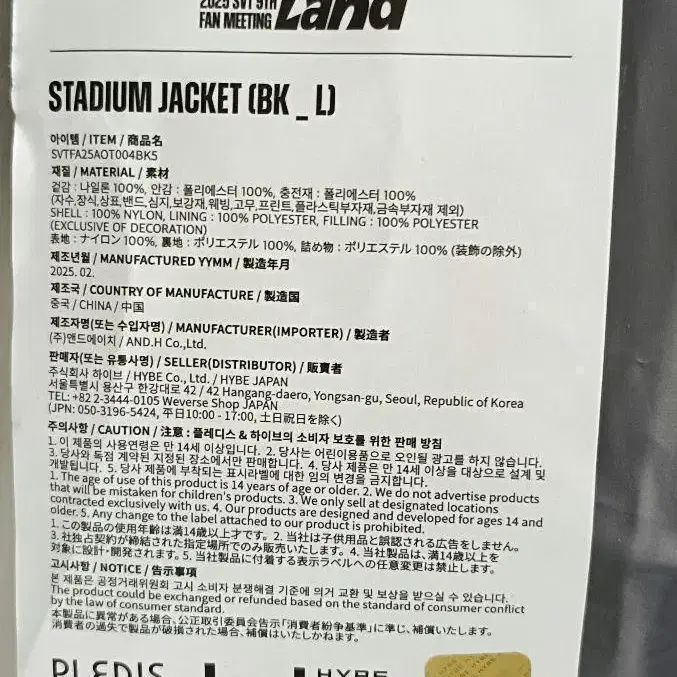 2025 SVT 9TH
FAN MEETING
Land
STADIUM JACKET (BK _ L)
아이템 / ITEM / 商品名
SVTFA25AOT004BK5
재질 / MATERIAL / 素材
겉감 : 나일론 100%, 안감 : 폴리에스터 100%, 충전재 : 폴리에스터 100%
(자수,장식,상표,밴드,심지,보강재,웨빙,고무,프린트,플라스틱부자재,금속부자재 제외)
SHELL : 100% NYLON, LINING : 100% POLYESTER, FILLING : 100% POLYESTER
(EXCLUSIVE OF DECORATION)
表地 : ナイロン 100%, 裏地 : ポリエステル 100%, 詰め物 : ポリエステル 100% (装飾の除外)
제조년월 / MANUFACTURED YYMM / 製造年月
2025. 02.
제조국 / COUNTRY OF MANUFACTURE / 製造国
중국 / CHINA / 中国
제조자명(또는 수입자명) / MANUFACTURER(IMPORTER) / 製造者
(주)앤드에이치 / AND.H Co.,Ltd.
판매자(또는 유통사명) / SELLER(DISTRIBUTOR) / 販賣者
주식회사 하이브 / HYBE Co., Ltd. / HYBE JAPAN
서울특별시 용산구 한강대로 42 / 42 Hangang-daero, Yongsan-gu, Seoul, Republic of Korea
TEL: +82 2-3444-0105 Weverse Shop JAPAN
(JPN: 050-3196-5424, 平日10:00 - 17:00, 土日祝日を除く)
주의사항 / CAUTION / 注意 : 플레디스 & 하이브의 소비자 보호를 위한 판매 방침
1. 이 제품의 사용연령은 만 14세 이상입니다. 2. 당사는 어린이용품으로 오인될 광고를 하지 않습니다.
3. 당사와 독점 계약된 지정된 장소에서만 판매합니다. 4. 당사 제품은 만 14세 이상을 대상으로 설계 및
개발됩니다. 5. 당사 제품에 부착되는 표시라벨에 대한 임의 변경을 금지합니다.
1. The age of use of this product is 14 years of age or older. 2. We do not advertise products
that will be mistaken for children's products. 3. We only sell at designated locations
contracted exclusively with us. 4. Our products are designed and developed for ages 14 and
older. 5. Any change to the label attached to our product is prohibited.
1. この製品の使用年齢は満14歳以上才です。2. 当社は子供用品と誤認される広告をしません。
3. 社独占契約が締結された指定場所でのみ販売いたします。4. 当社製品は、満14歳以上を
対象に設計・開発されます。5. 当社製品に付着する表示ラベルへの任意変更は禁止します。
고시사항 / NOTICE / 告示事項
본 제품은 공정거래위원회 고시 소비자 분쟁해결 기준에 의거 교환 및 보상을 받으실 수 있습니다.
The product could be exchanged or refunded based on the standard of consumer conflict
by the law of consumer standard.
本製品に異常がある場合、公正取引委員会告示「消費者紛争基準」に準じ、補償いたします。
消費者の過失で製品が破損された場合、補償はいたしかねます。
PLEDIS
HYBE